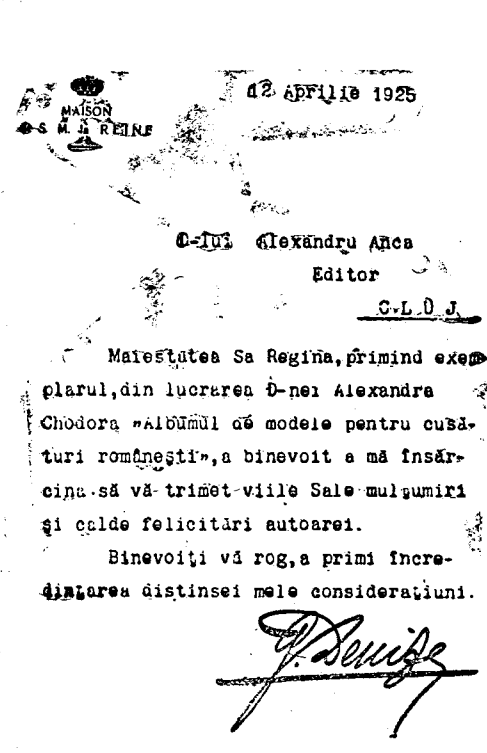 MAISON
DE S. M. la REINE
12 Aprilie 1925
D-lui Alexandru Anca
Editor
CLUJ
Maiestatea Sa Regina, primind exem
plarul, din lucrarea D-nei Alexandra
Chodora „Albumul de modele pentru cusă-
turi românești”, a binevoit a mă însăr-
cina să vă trimet viile Sale mulțumiri
și calde felicitări autoarei.
Binevoiți vă rog, a primi încre-
dințarea distinsei mele considerațiuni.